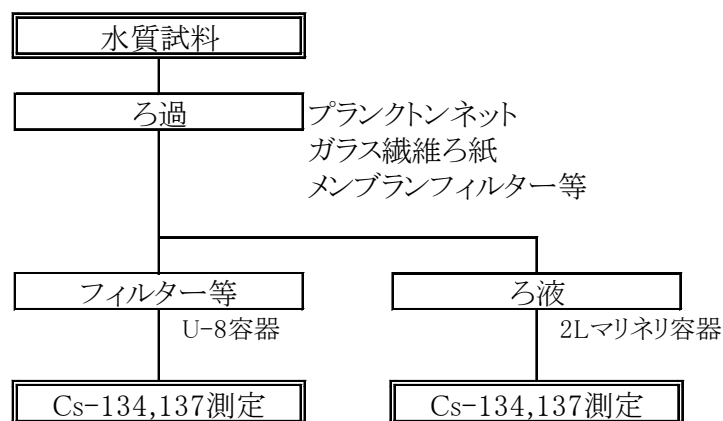 水質試料
ろ過
プランクトンネット
ガラス繊維ろ紙
メンブランフィルター等
フィルター等
ろ液
U-8容器
2Lマリネリ容器
Cs-134,137測定
Cs-134,137測定